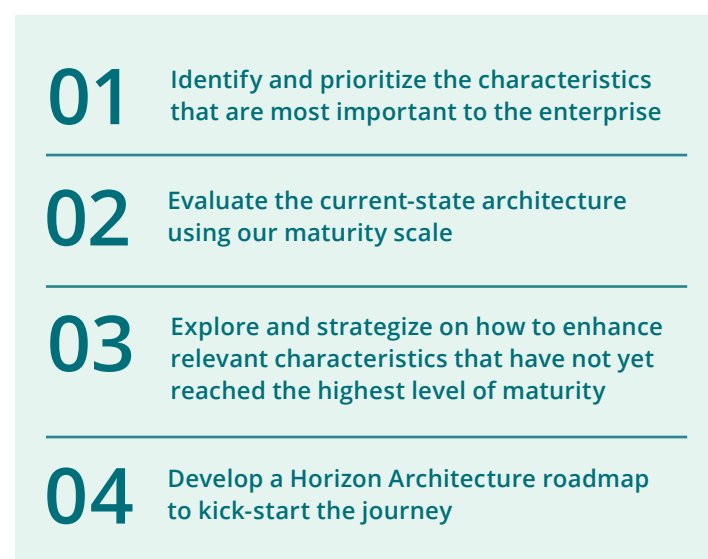 01
Identify and prioritize the characteristics
that are most important to the enterprise
02
Evaluate the current-state architecture
using our maturity scale
03
Explore and strategize on how to enhance
relevant characteristics that have not yet
reached the highest level of maturity
04
Develop a Horizon Architecture roadmap
to kick-start the journey